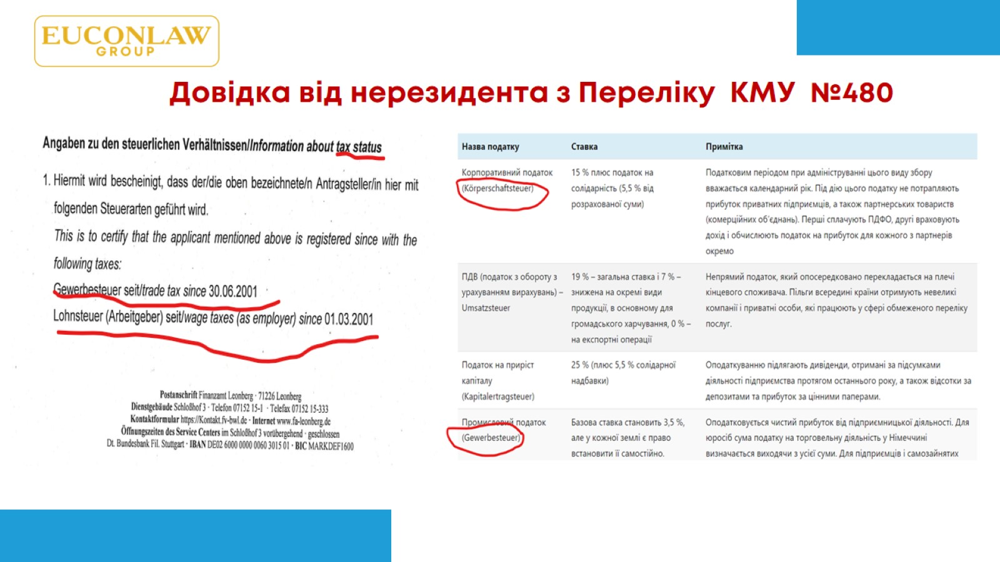 EUCONLAW
GROUP
Довідка від нерезидента з Переліку КМУ №480
Angaben zu den steuerlichen Verhältnissen/Information about tax status
1. Hiermit wird bescheinigt, dass der/die oben bezeichnete/n Antragsteller/in hier mit
folgenden Steuerarten geführt wird.
This is to certify that the applicant mentioned above is registered since with the
following taxes:
Gewerbesteuer seit/trade tax since 30.06.2001
Lohnsteuer (Arbeitgeber) seit/wage taxes (as employer) since 01.03.2001
Postanschrift Finanzamt Leonberg · 71226 Leonberg
Dienstgebäude Schloßhof 3 · Telefon 07152 15-1 · Telefax 07152 15-333
Kontaktformular https://Kontakt.fv-bwl.de · Internet www.fa-leonberg.de
Öffnungszeiten des Service Centers im Schloßhof 3 vorübergehend · geschlossen
Dt. Bundesbank Fil. Stuttgart · IBAN DE02 6000 0000 0060 3015 01 · BIC MARKDEF1600
Назва податку Ставка Примітка
Корпоративний податок 15 % плюс податок на Податковим періодом при адмініструванні цього виду збору
(Körperschaftsteuer) солідарність (5,5 % від вважається календарний рік. Під дію цього податку не потрапляють
розрахованої суми) прибуток приватних підприємців, а також партнерських товариств
(комерційних об'єднань). Перші сплачують ПДФО, другі враховують
дохід і обчислюють податок на прибуток для кожного з партнерів
окремо
ПДВ (податок з обороту з 19 % – загальна ставка і 7 % – Непрямий податок, який опосередковано перекладається на плечі
урахуванням вирахувань) – знижена на окремі види кінцевого споживача. Пільги всередині країни отримують невеликі
Umsatzsteuer продукції, в основному для компанії і приватні особи, які працюють у сфері обмеженого переліку
громадського харчування, 0 % – послуг.
на експортні операції
Податок на приріст 25 % (плюс 5,5 % солідарної Оподаткуванню підлягають дивіденди, отримані за підсумками
капіталу надбавки) діяльності підприємства протягом останнього року, а також відсотки за
(Kapitalertragsteuer) депозитами та прибуток за цінними паперами.
Промисловий податок Базова ставка становить 3,5 %, Оподатковується чистий прибуток від підприємницької діяльності. Для
(Gewerbesteuer) але у кожної землі є право юросіб сума податку на торговельну діяльність у Німеччині
встановити її самостійно. визначається виходячи з усієї суми. Для підприємців і самозайнятих